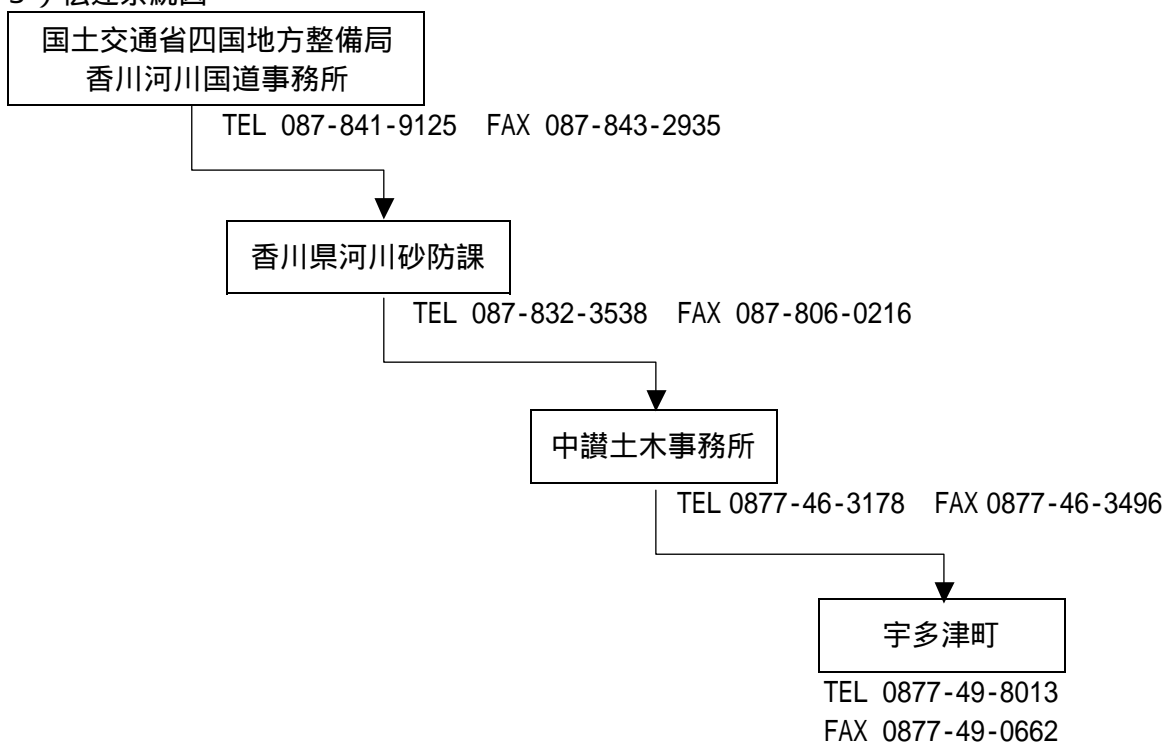 国土交通省四国地方整備局
香川河川国道事務所
TEL 087-841-9125 FAX 087-843-2935
香川県河川砂防課
TEL 087-832-3538 FAX 087-806-0216
中讃土木事務所
TEL 0877-46-3178 FAX 0877-46-3496
宇多津町
TEL 0877-49-8013
FAX 0877-49-0662